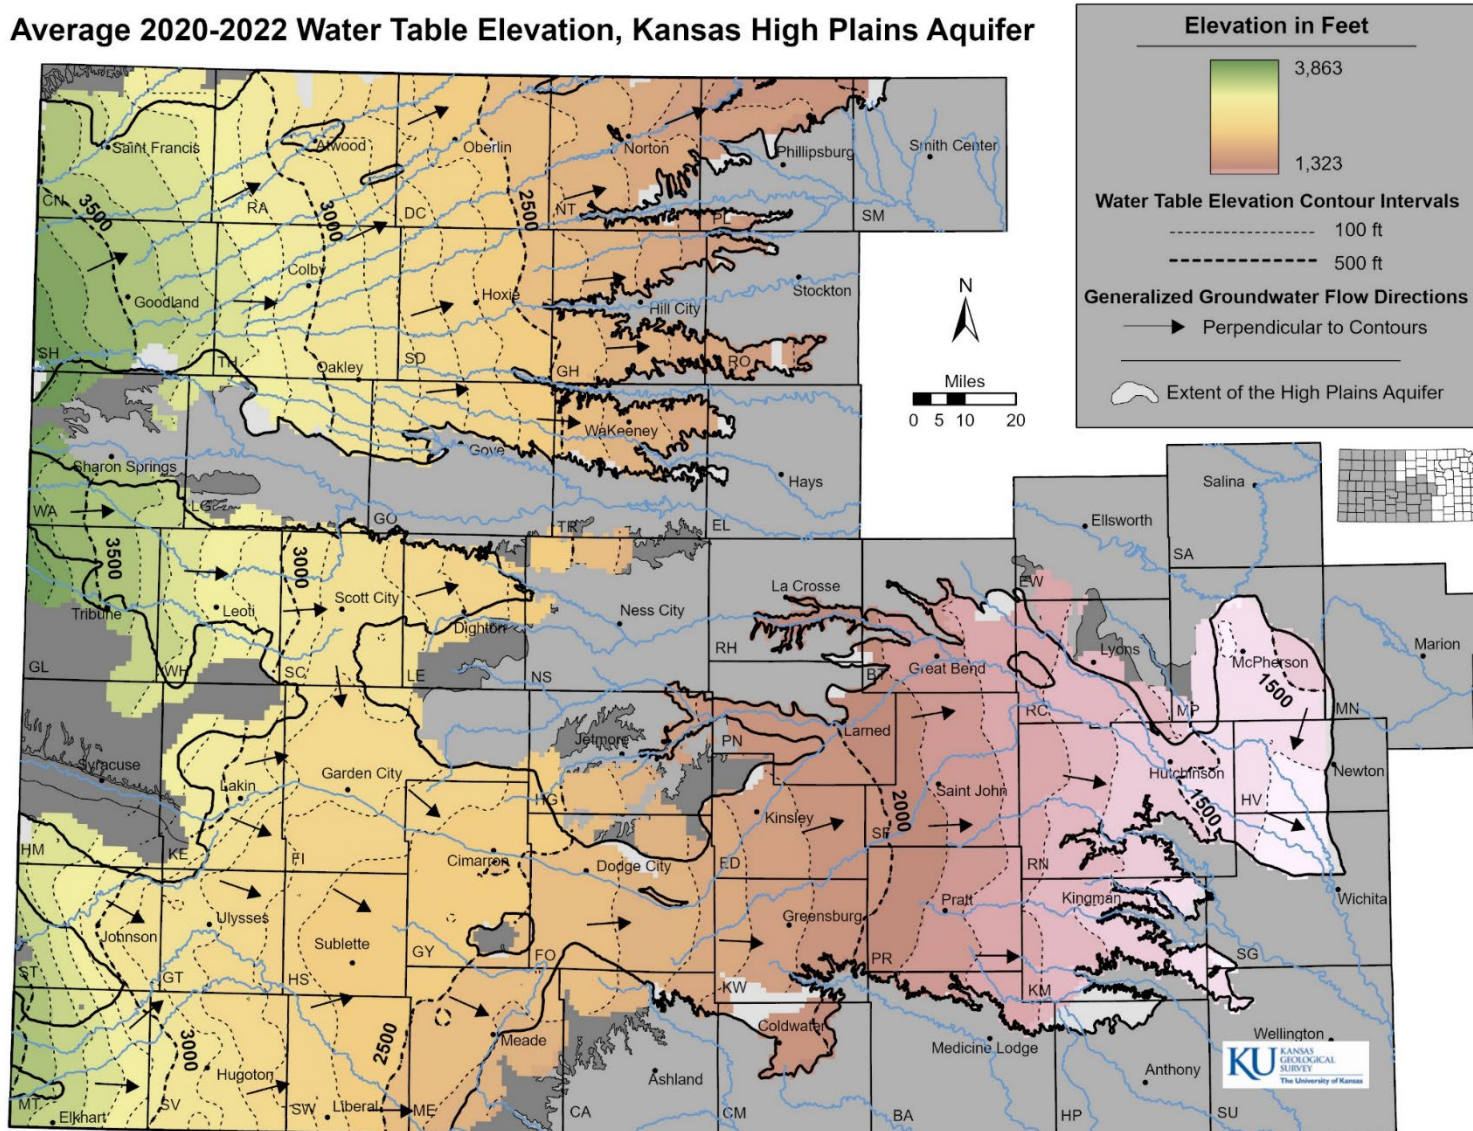 Average 2020-2022 Water Table Elevation, Kansas High Plains Aquifer
Elevation in Feet
3,863
1,323
Water Table Elevation Contour Intervals
100 ft
500 ft
Generalized Groundwater Flow Directions
Perpendicular to Contours
Extent of the High Plains Aquifer
N
Miles
0 5 10 20
Saint Francis
Atwood
Oberlin
Norton
Phillipsburg
Smith Center
CN
3500
RA
3000
DC
2500
NT
PL
SM
Goodland
Colby
Hoxie
Hill City
Stockton
SH
TH
Oakley
SD
GH
RO
Sharon Springs
Gove
WaKeeney
Hays
WA
LG
GO
TR
EL
Salina
Ellsworth
SA
3500
3000
Tribune
Leoti
Scott City
Dighton
Ness City
La Crosse
EW
GL
WH
SC
LE
NS
RH
BT
Great Bend
Lyons
McPherson
Marion
1500
RC
MP
MN
Syracuse
Lakin
Garden City
Jetmore
PN
Larned
Hutchinson
Newton
HG
Saint John
2000
1500
HV
HM
KE
FI
Cimarron
Dodge City
Kinsley
ED
SF
RN
Wichita
Johnson
Ulysses
Sublette
Greensburg
Pratt
Kingman
ST
GT
HS
GY
FO
KW
PR
KM
SG
3000
2500
Meade
Coldwater
Medicine Lodge
Wellington
Hugoton
Ashland
Anthony
MT
Elkhart
SV
SW
Liberal
ME
CA
CM
BA
HP
SU
KU
KANSAS
GEOLOGICAL
SURVEY
The University of Kansas